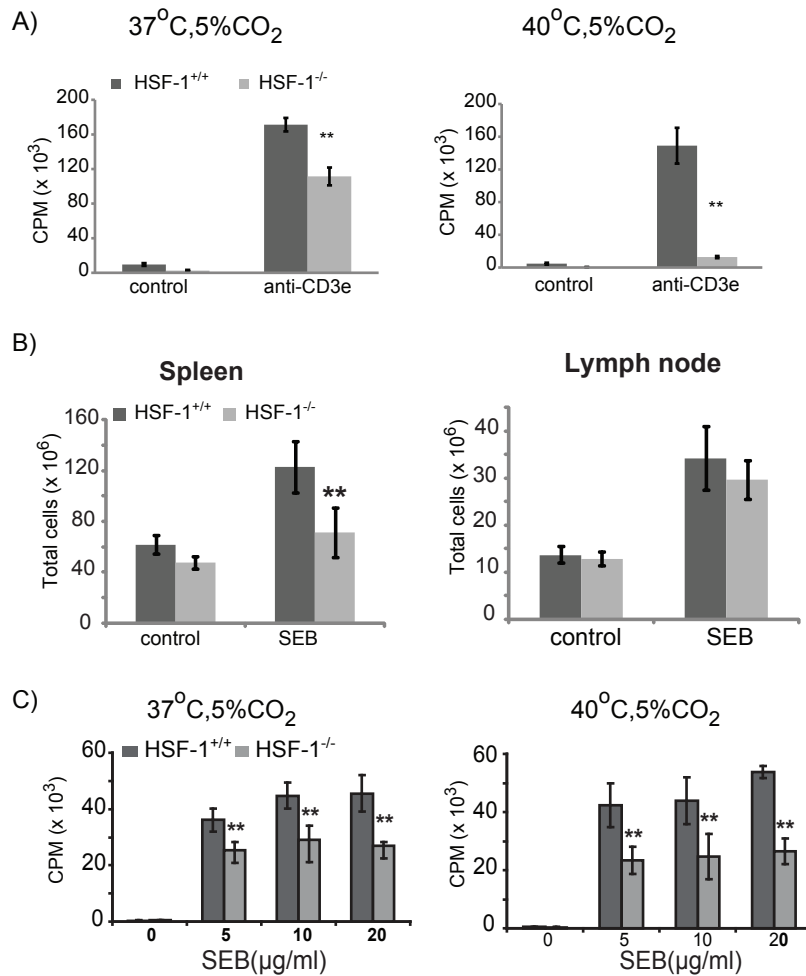 A)
37°C,5%CO₂
40°C,5%CO₂
HSF-1⁺/⁺ HSF-1⁻/⁻
CPM (x 10³)
200
160
120
80
40
0
**
control anti-CD3e
CPM (x 10³)
200
160
120
80
40
0
**
control anti-CD3e
B)
Spleen
Lymph node
HSF-1⁺/⁺ HSF-1⁻/⁻
Total cells (x 10⁶)
160
120
80
40
0
**
control SEB
Total cells (x 10⁶)
40
30
20
10
0
control SEB
C)
37°C,5%CO₂
40°C,5%CO₂
HSF-1⁺/⁺ HSF-1⁻/⁻
CPM (x 10³)
60
40
20
0
** ** **
0 5 10 20
SEB(µg/ml)
CPM (x 10³)
60
40
20
0
** ** **
0 5 10 20
SEB(µg/ml)